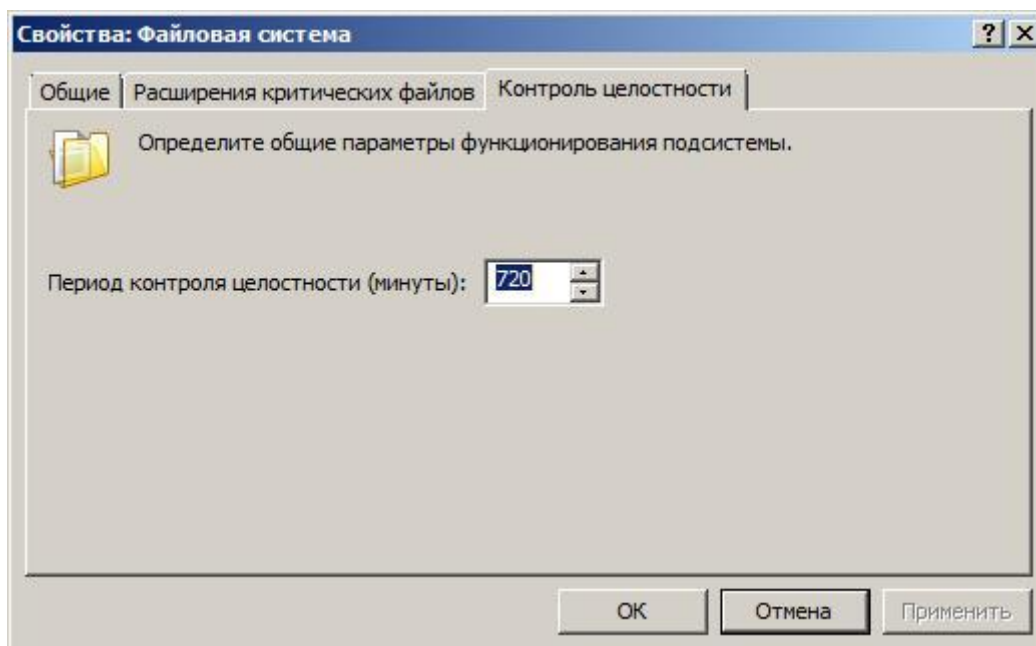 Свойства: Файловая система
Общие Расширения критических файлов Контроль целостности
Определите общие параметры функционирования подсистемы.
Период контроля целостности (минуты): 720
ОК Отмена Применить